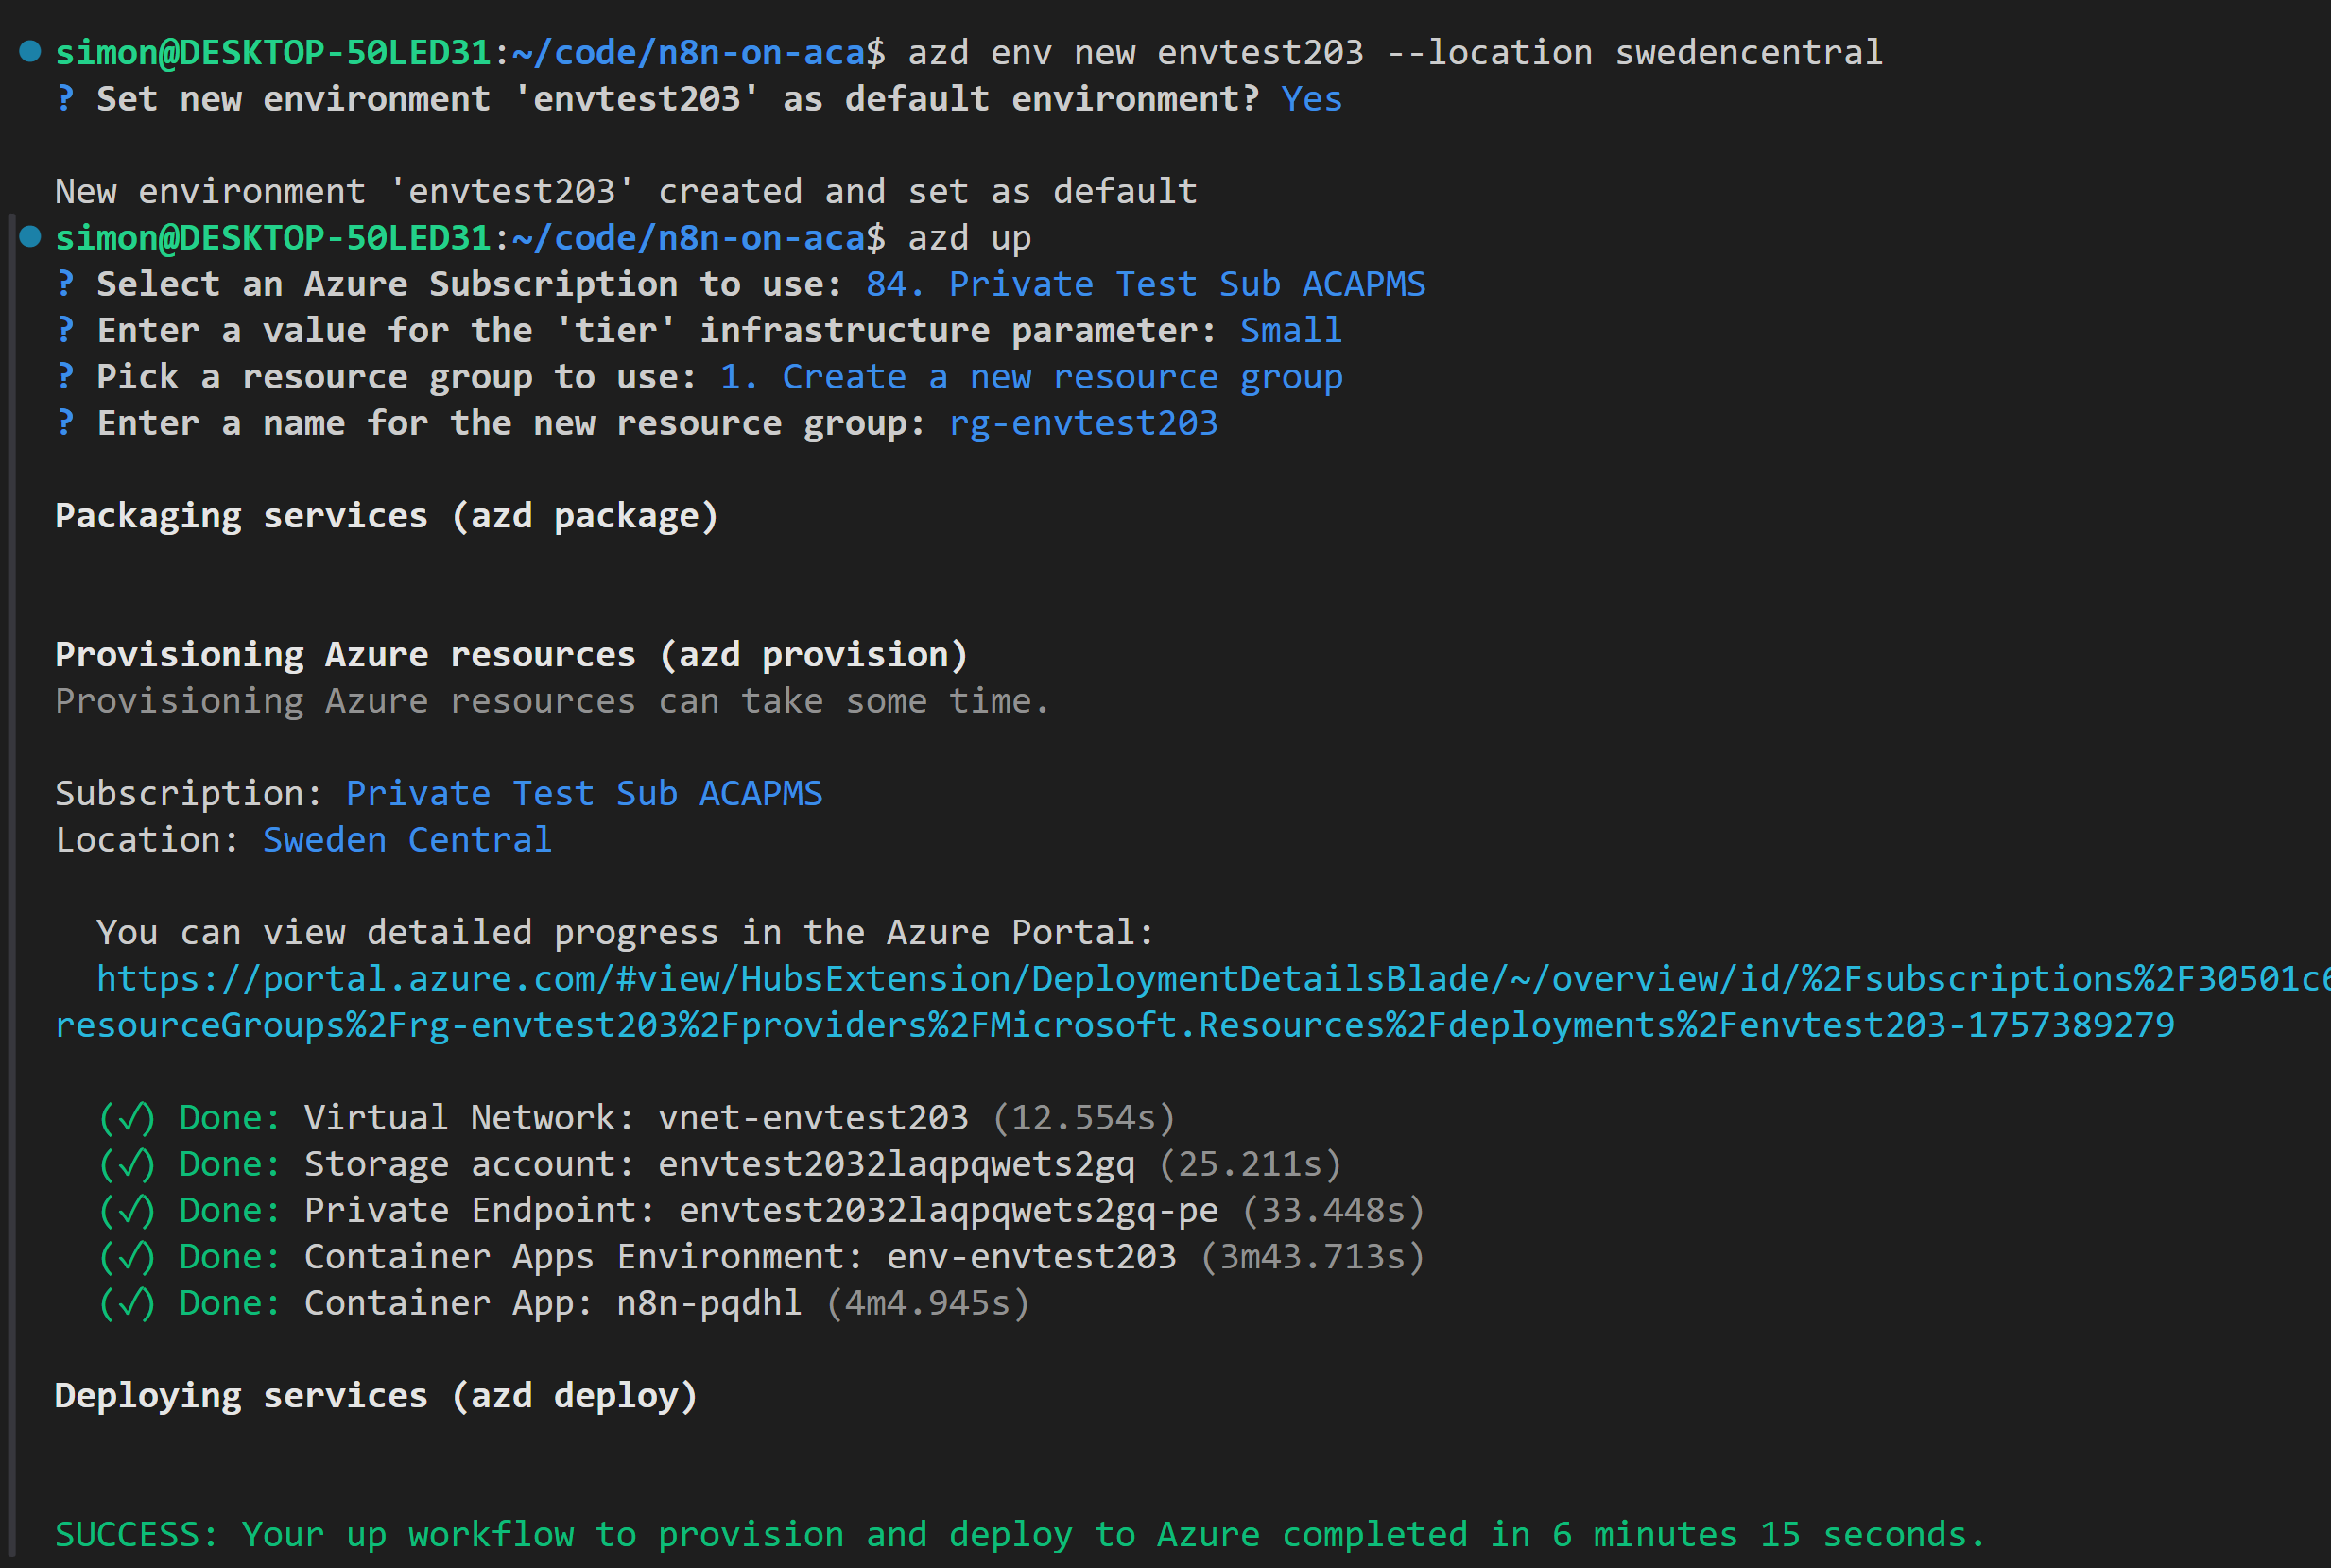 simon@DESKTOP-50LED31:~/code/n8n-on-aca$ azd env new envtest203 --location swedencentral
? Set new environment 'envtest203' as default environment? Yes
New environment 'envtest203' created and set as default
simon@DESKTOP-50LED31:~/code/n8n-on-aca$ azd up
? Select an Azure Subscription to use: 84. Private Test Sub ACAPMS
? Enter a value for the 'tier' infrastructure parameter: Small
? Pick a resource group to use: 1. Create a new resource group
? Enter a name for the new resource group: rg-envtest203
Packaging services (azd package)
Provisioning Azure resources (azd provision)
Provisioning Azure resources can take some time.
Subscription: Private Test Sub ACAPMS
Location: Sweden Central
You can view detailed progress in the Azure Portal:
https://portal.azure.com/#view/HubsExtension/DeploymentDetailsBlade/~/overview/id/%2Fsubscriptions%2F30501c6
resourceGroups%2Frg-envtest203%2Fproviders%2FMicrosoft.Resources%2Fdeployments%2Fenvtest203-1757389279
(✓) Done: Virtual Network: vnet-envtest203 (12.554s)
(✓) Done: Storage account: envtest2032laqpqwets2gq (25.211s)
(✓) Done: Private Endpoint: envtest2032laqpqwets2gq-pe (33.448s)
(✓) Done: Container Apps Environment: env-envtest203 (3m43.713s)
(✓) Done: Container App: n8n-pqdhl (4m4.945s)
Deploying services (azd deploy)
SUCCESS: Your up workflow to provision and deploy to Azure completed in 6 minutes 15 seconds.